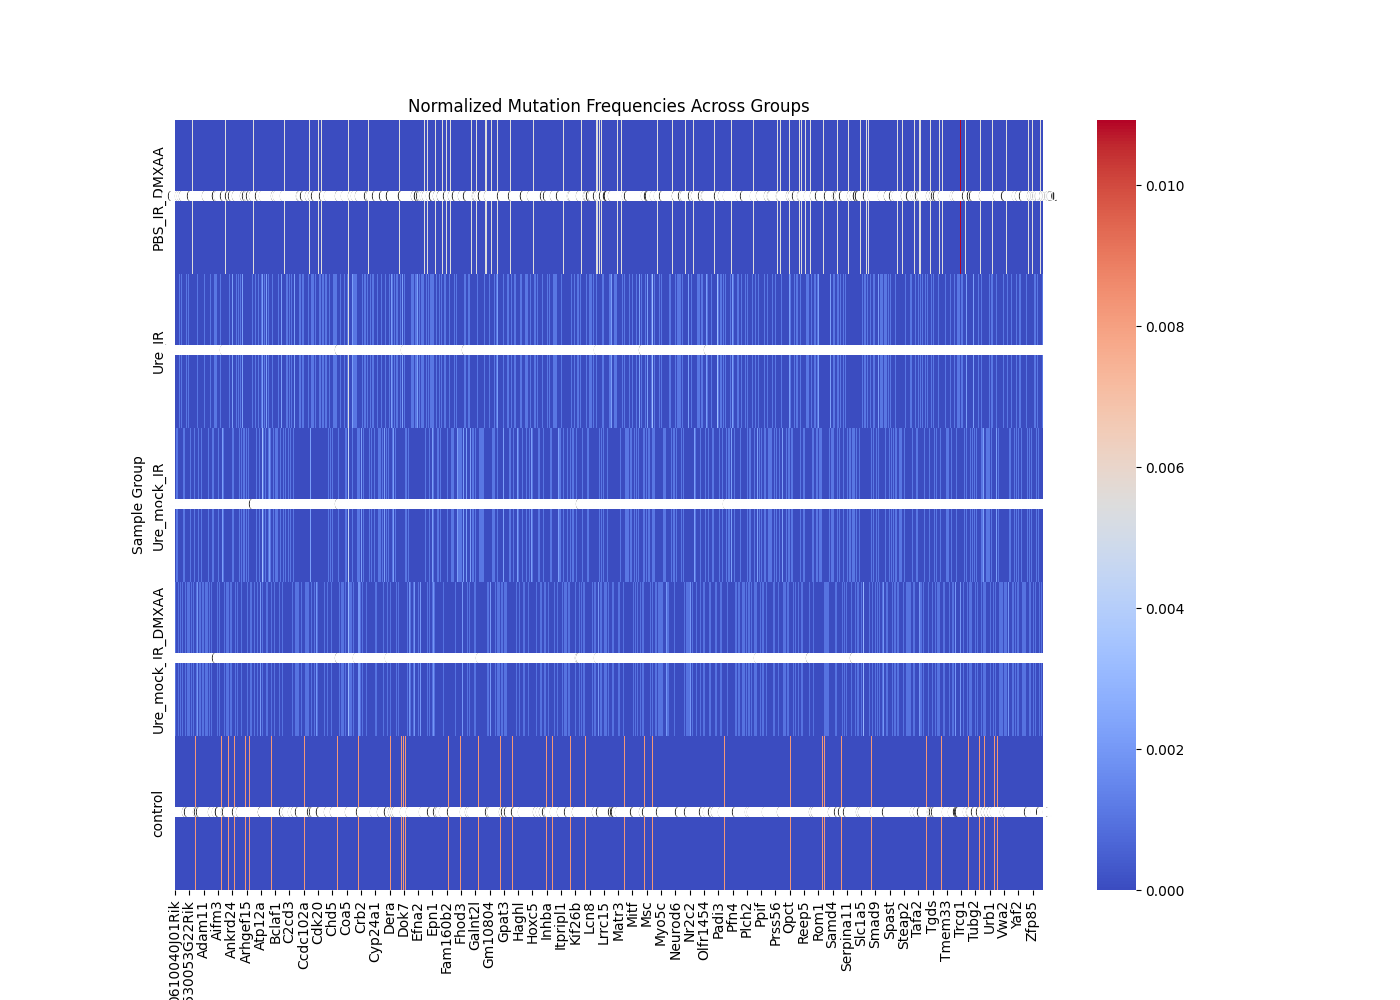 Normalized Mutation Frequencies Across Groups
Sample Group
PBS_IR_DMXAA
Ure_IR
Ure_mock_IR
Ure_mock_IR_DMXAA
control
0.010
0.008
0.006
0.004
0.002
0.000
0610040J01Rik
530053G22Rik
Adam11
Aifm3
Ankrd24
Arhgef15
Atp12a
Bclaf1
C2cd3
Ccdc102a
Cdk20
Chd5
Coa5
Crb2
Cyp24a1
Dera
Dok7
Efna2
Epn1
Fam160b2
Fhod3
Galnt2l
Gm10804
Gpat3
Haghl
Hoxc5
Inhba
Itpripl1
Kif26b
Lcn8
Lrrc15
Matr3
Mitf
Msc
Myo5c
Neurod6
Nr2c2
Olfr1454
Padi3
Pfn4
Plch2
Ppif
Prss56
Qpct
Reep5
Rom1
Samd4
Serpina11
Slc1a5
Smad9
Spast
Steap2
Tafa2
Tgds
Tmem33
Trcg1
Tubg2
Urb1
Vwa2
Yaf2
Zfp85